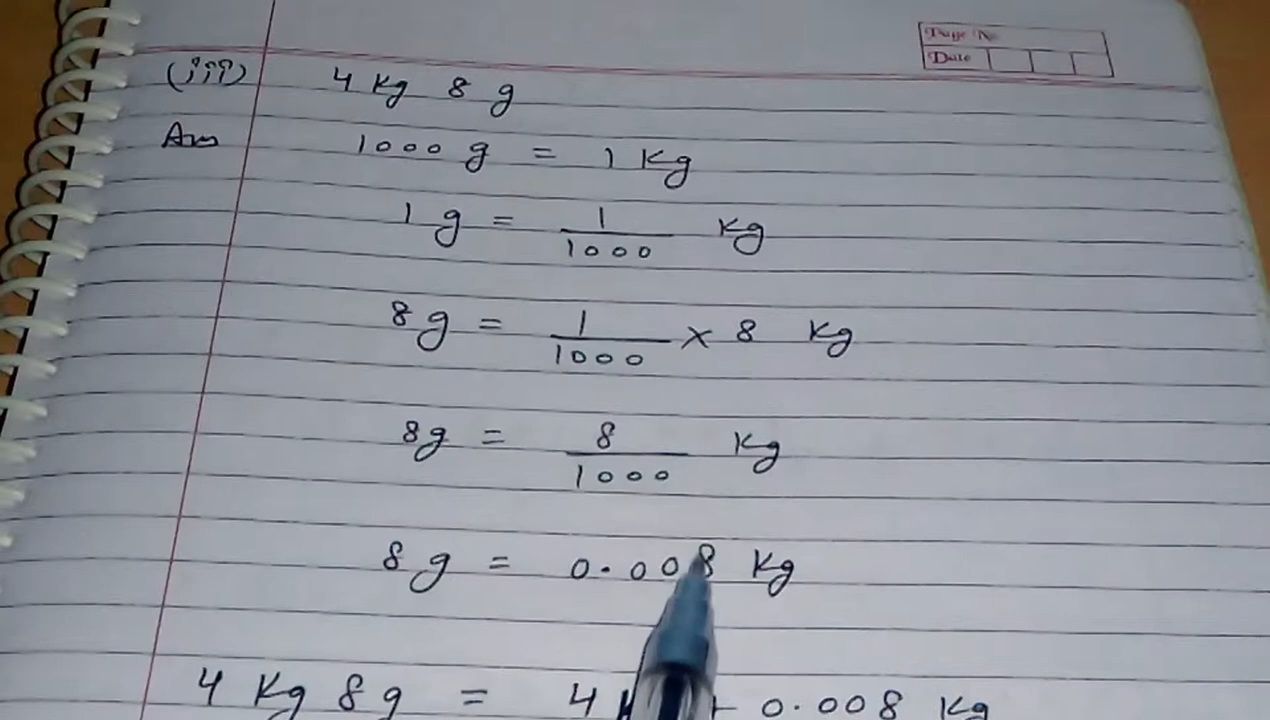 Page No.
Date
(iii) 4 Kg 8 g
Ans 1000 g = 1 Kg
1 g = 1/1000 Kg
8 g = 1/1000 × 8 Kg
8g = 8/1000 Kg
8 g = 0.008 Kg
4 Kg 8 g = 4 + 0.008 Kg